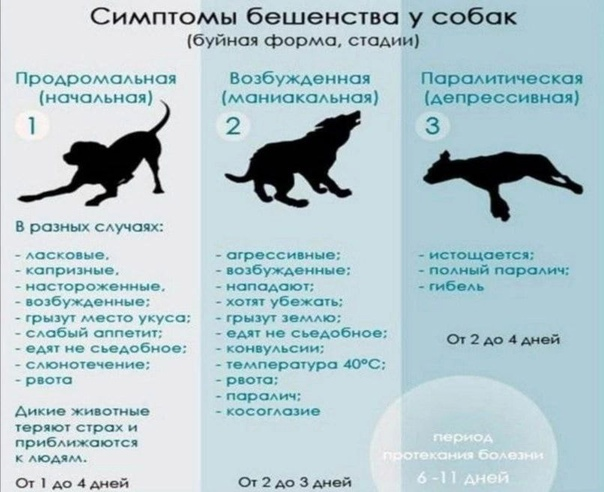 Симптомы бешенства у собак
(буйная форма, стадии)
Продромальная
(начальная)
1
В разных случаях:
- ласковые,
- капризные,
- настороженные,
- возбужденные;
- грызут место укуса;
- слабый аппетит;
- едят не сьедобное;
- слюнотечение;
- рвота
Дикие животные
теряют страх и
приближаются
к людям.
От 1 до 4 дней
Возбужденная
(маниакальная)
2
- агрессивные;
- возбужденные;
- нападают;
- хотят убежать;
- грызут землю;
- едят не сьедобное;
- конвульсии;
- температура 40ºС;
- рвота;
- паралич;
- косоглазие
От 2 до 3 дней
Паралитическая
(депрессивная)
3
- истощается;
- полный паралич;
- гибель
От 2 до 4 дней
период
протекания болезни
6 -11 дней